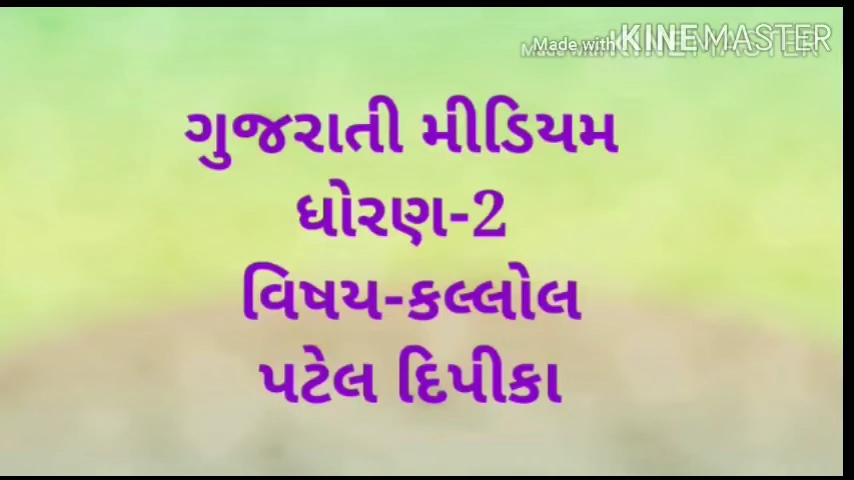 Made with KINEMASTER
ગુજરાતી મીડિયમ
ધોરણ-2
વિષય-કલ્લોલ
પટેલ દિપીકા